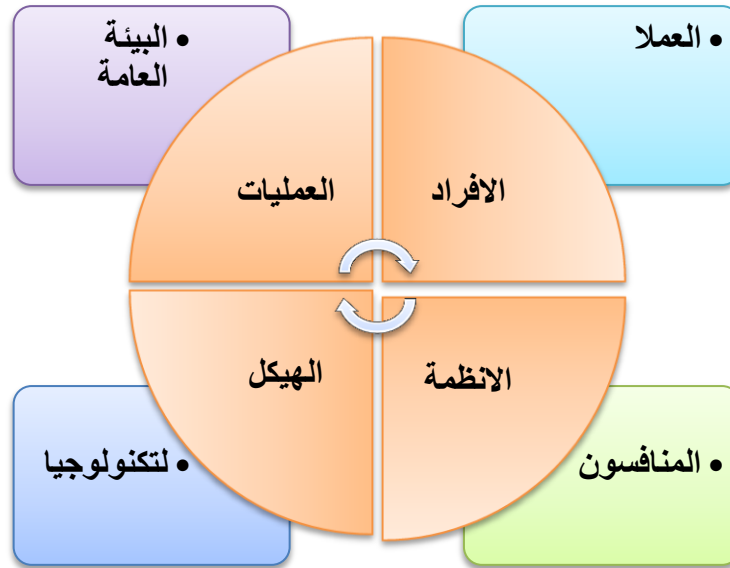 • العملا
• البيئة
العامة
الافراد
العمليات
الانظمة
الهيكل
• المنافسون
• لتكنولوجيا